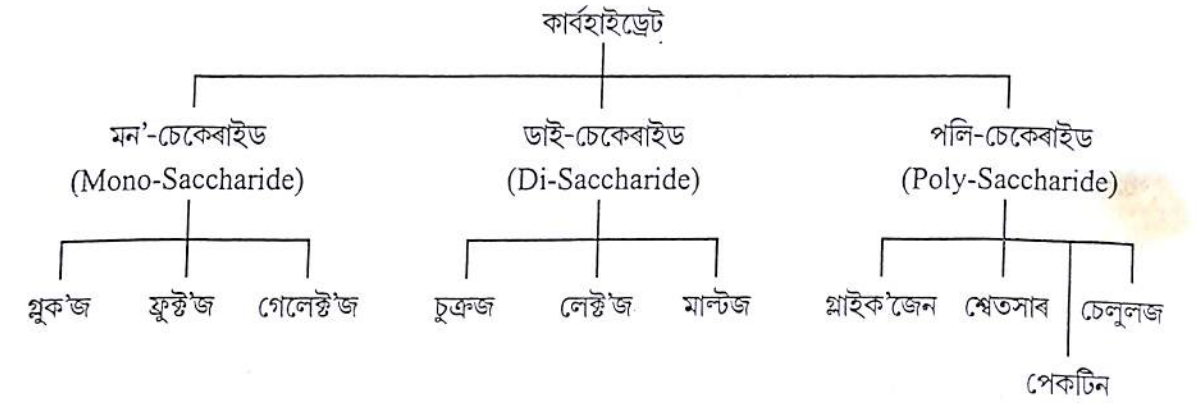 কাৰ্বহাইড্ৰেট
মন'-চেকেৰাইড ডাই-চেকেৰাইড পলি-চেকেৰাইড
(Mono-Saccharide) (Di-Saccharide) (Poly-Saccharide)
গ্লুক'জ ফ্ৰুক্ট'জ গেলেক্ট'জ চুক্ৰজ লেক্ট'জ মাল্টজ গ্লাইক'জেন শ্বেতসাৰ চেলুলজ
পেকটিন